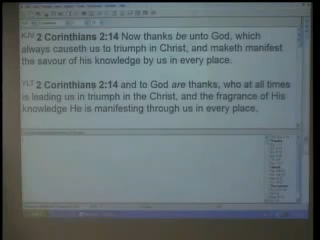 KJV 2 Corinthians 2:14 Now thanks be unto God, which
always causeth us to triumph in Christ, and maketh manifest
the savour of his knowledge by us in every place.
YLT 2 Corinthians 2:14 and to God are thanks, who at all times
is leading us in triumph in the Christ, and the fragrance of His
knowledge He is manifesting through us in every place,